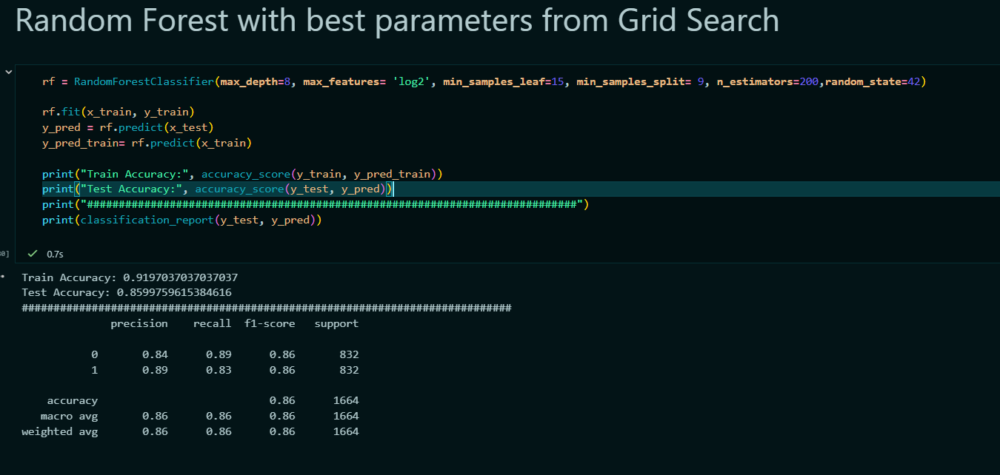 Random Forest with best parameters from Grid Search
rf = RandomForestClassifier(max_depth=8, max_features= 'log2', min_samples_leaf=15, min_samples_split= 9, n_estimators=200,random_state=42)
rf.fit(x_train, y_train)
y_pred = rf.predict(x_test)
y_pred_train= rf.predict(x_train)
print("Train Accuracy:", accuracy_score(y_train, y_pred_train))
print("Test Accuracy:", accuracy_score(y_test, y_pred))
print("#############################################################################")
print(classification_report(y_test, y_pred))
0.7s
Train Accuracy: 0.9197037037037037
Test Accuracy: 0.8599759615384616
#############################################################################
precision recall f1-score support
0 0.84 0.89 0.86 832
1 0.89 0.83 0.86 832
accuracy 0.86 1664
macro avg 0.86 0.86 0.86 1664
weighted avg 0.86 0.86 0.86 1664